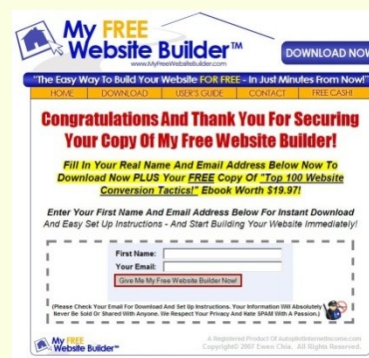 My FREE
Website Builder™
www.MyFreeWebsiteBuilder.com
DOWNLOAD NOW
"The Easy Way To Build Your Website FOR FREE - In Just Minutes From Now!"
HOME DOWNLOAD USER'S GUIDE CONTACT FREE CASH!
Congratulations And Thank You For Securing
Your Copy Of My Free Website Builder!
Fill In Your Real Name And Email Address Below Now To
Download Now PLUS Your FREE Copy Of "Top 100 Website
Conversion Tactics!" Ebook Worth $19.97!
Enter Your First Name And Email Address Below For Instant Download
And Easy Set Up Instructions - And Start Building Your Website Immediately!
First Name:
Your Email:
Give Me My Free Website Builder Now!
(Please Check Your Email For Download And Set Up Instructions. Your Information Will Absolutely
Never Be Sold Or Shared With Anyone. We Respect Your Privacy And Hate SPAM With A Passion.)
My FREE
Website Builder™
A Registered Product Of AutopilotInternetIncome.com
Copyright© 2007 Ewen Chia. All Rights Reserved.